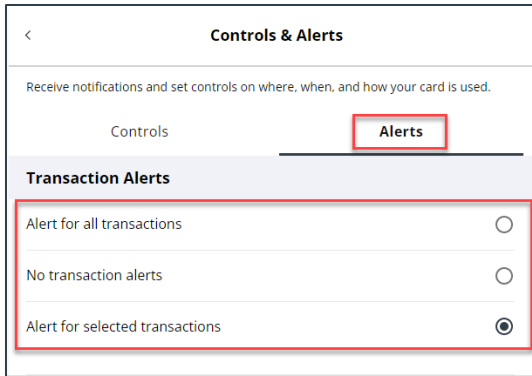 Controls & Alerts
Receive notifications and set controls on where, when, and how your card is used.
Controls
Alerts
Transaction Alerts
Alert for all transactions
No transaction alerts
Alert for selected transactions